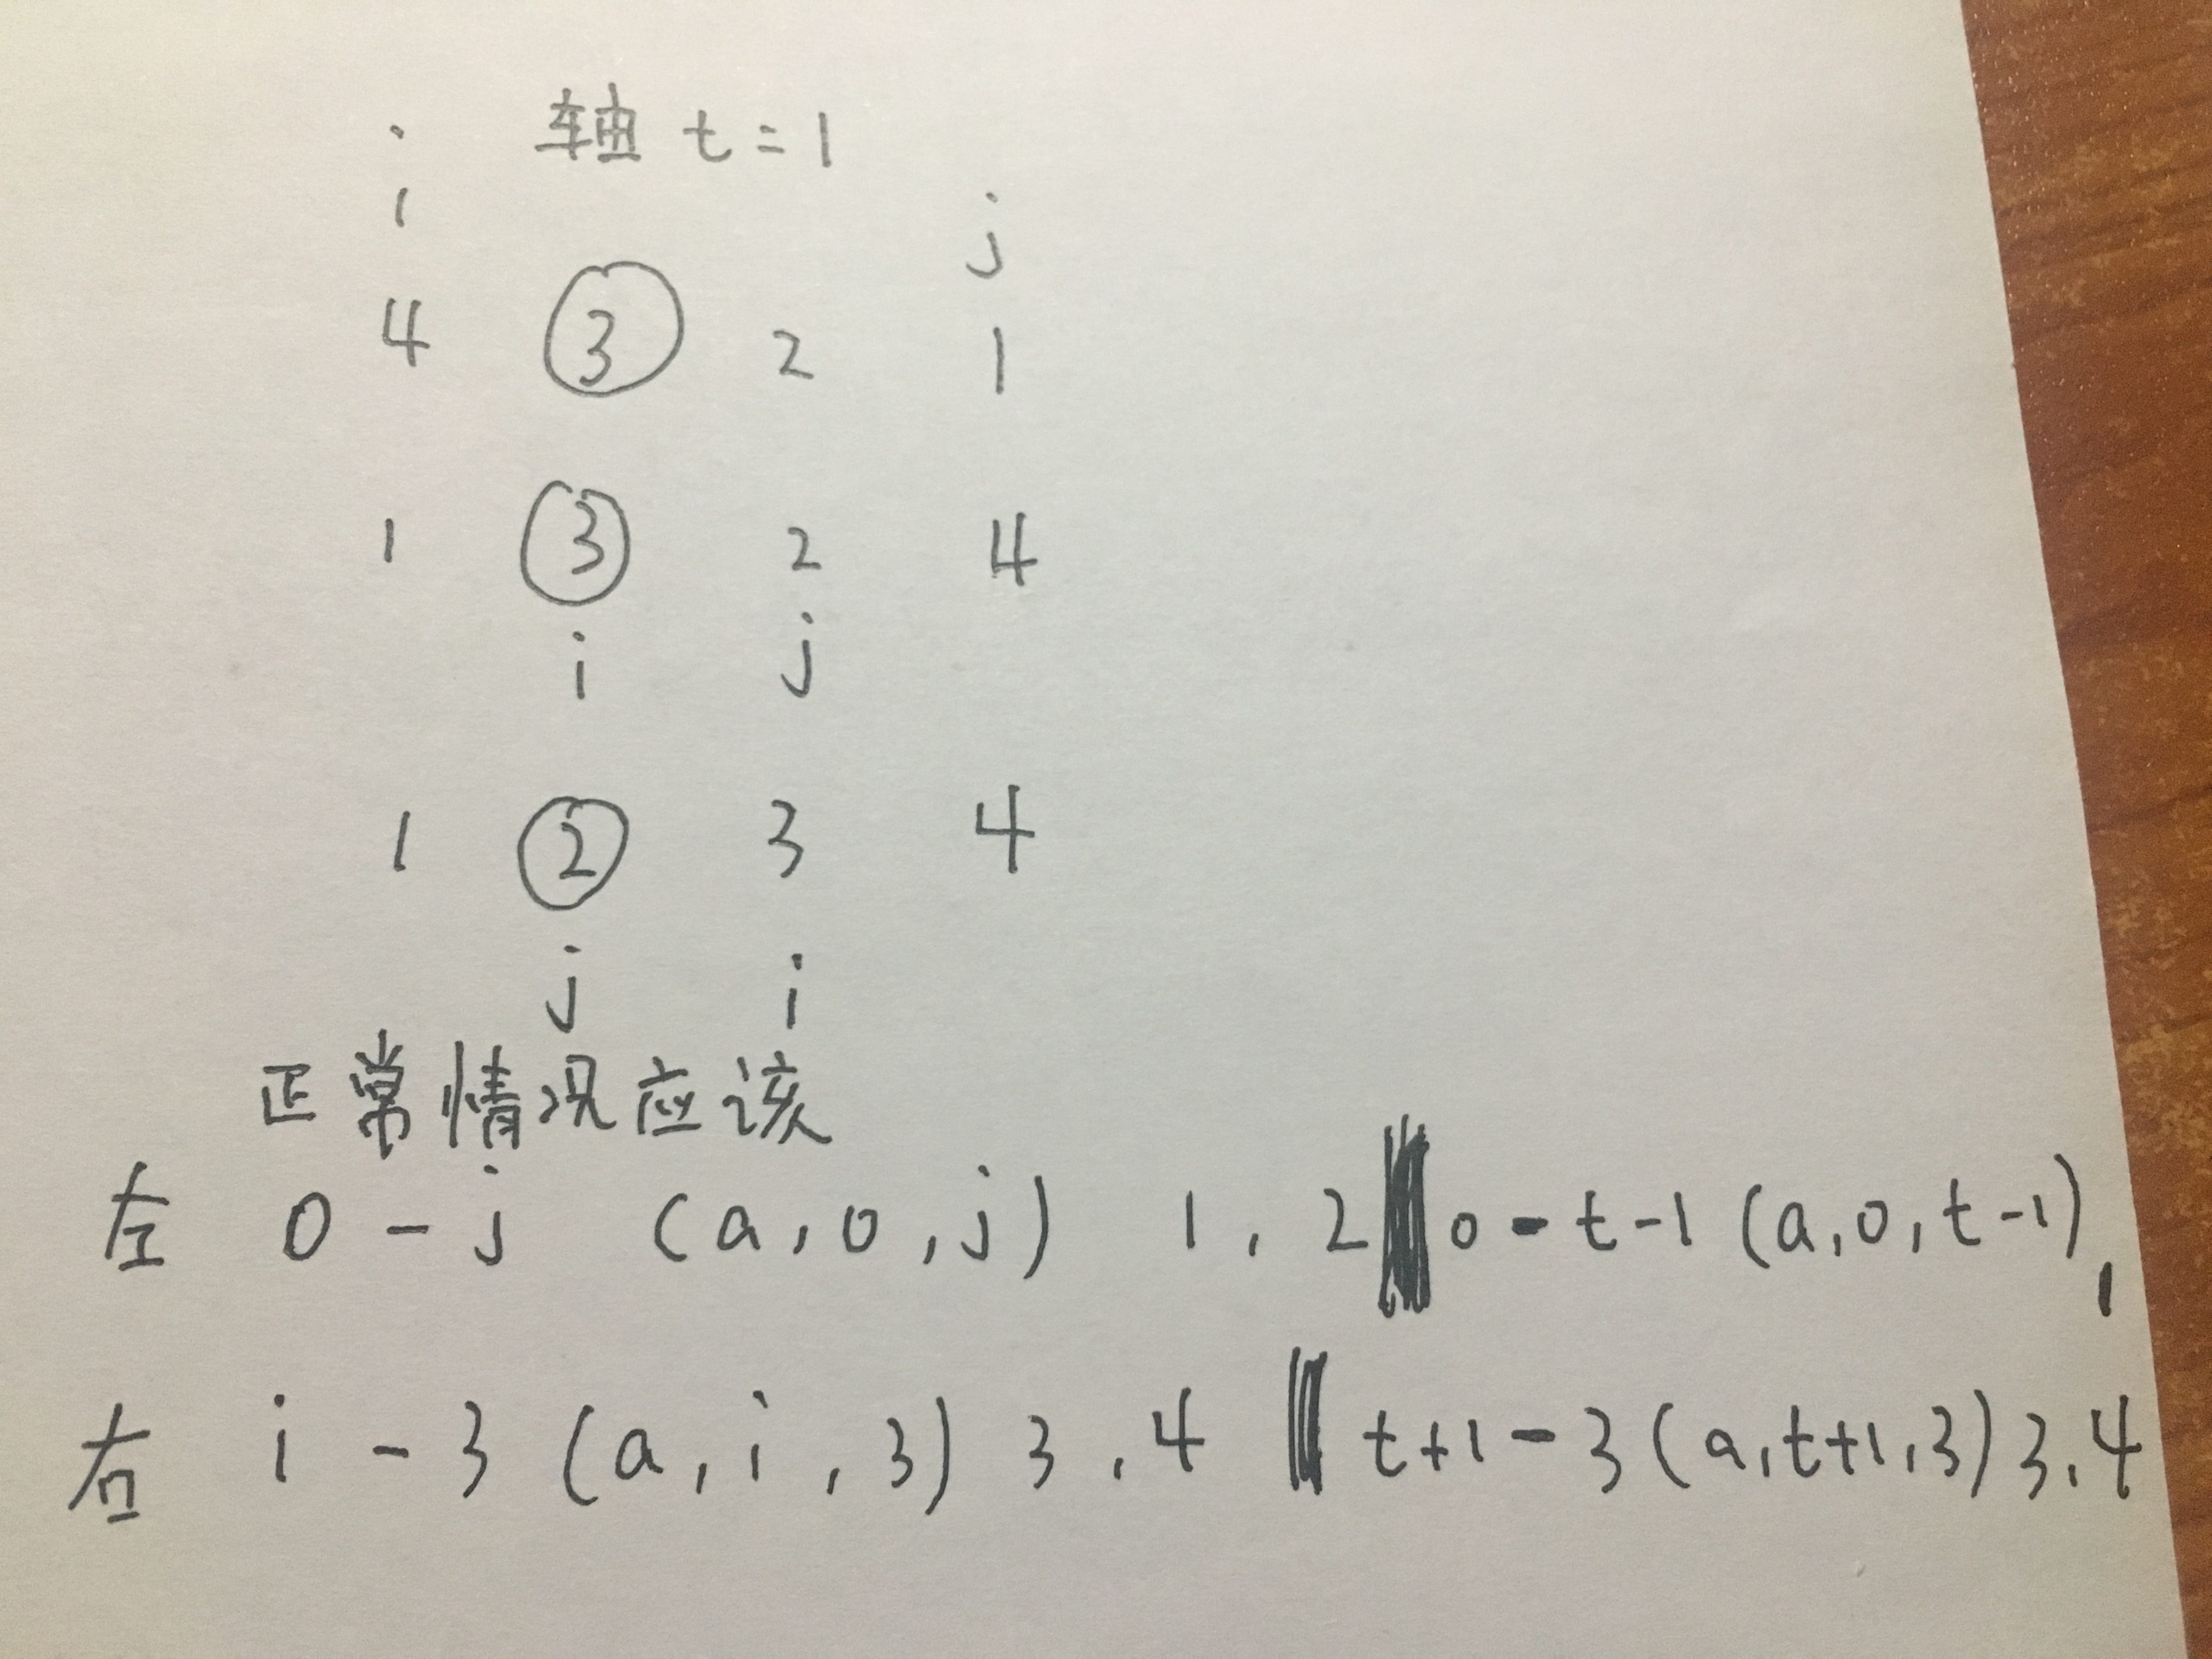 i 轴 t = 1
j
4 3 2 1
1 3 2 4
i j
1 2 3 4
j i
正常情况应该
左 0 - j (a, 0, j) 1, 2 0 - t-1 (a, 0, t-1), 1
右 i - 3 (a, i, 3) 3, 4 t+1 - 3 (a, t+1, 3) 3, 4